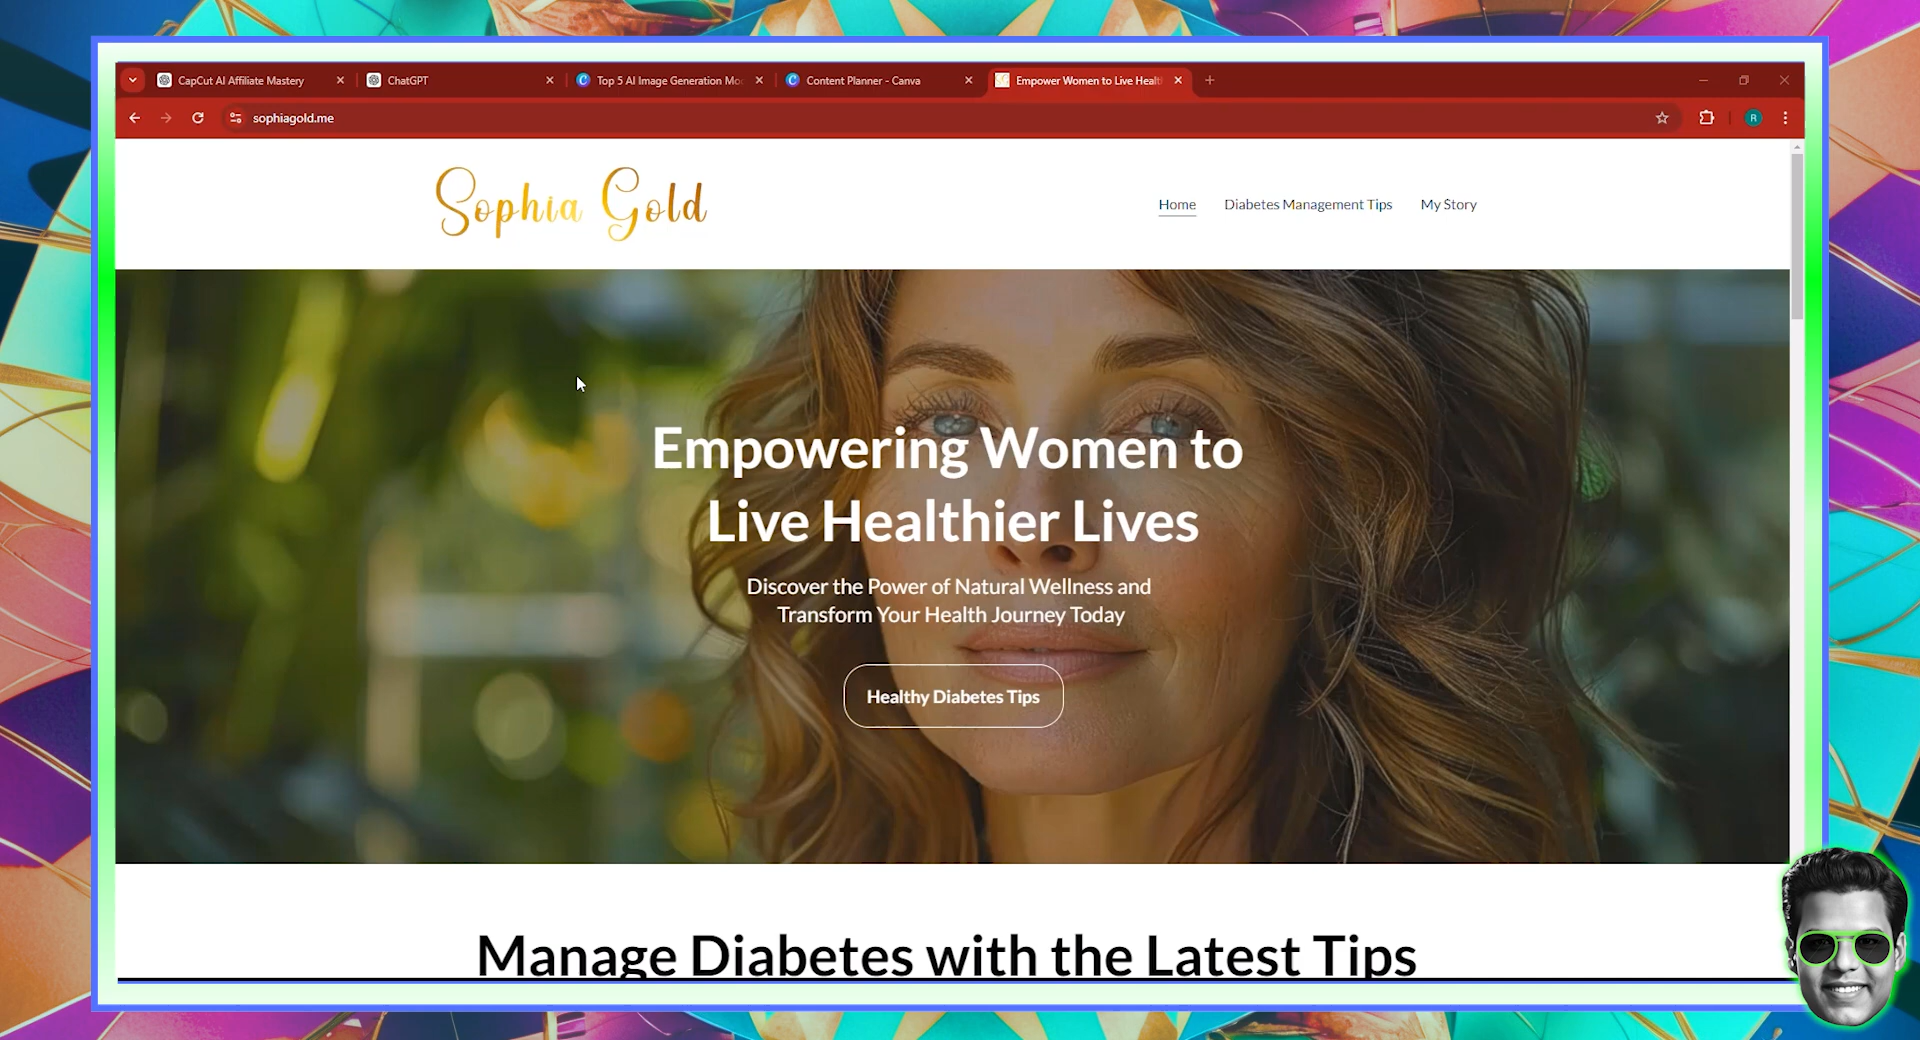 CapCut AI Affiliate Mastery
ChatGPT
Top 5 AI Image Generation Mo
Content Planner - Canva
Empower Women to Live Healt
sophiagold.me
R
Sophia Gold
Home
Diabetes Management Tips
My Story
Empowering Women to
Live Healthier Lives
Discover the Power of Natural Wellness and
Transform Your Health Journey Today
Healthy Diabetes Tips
Manage Diabetes with the Latest Tips